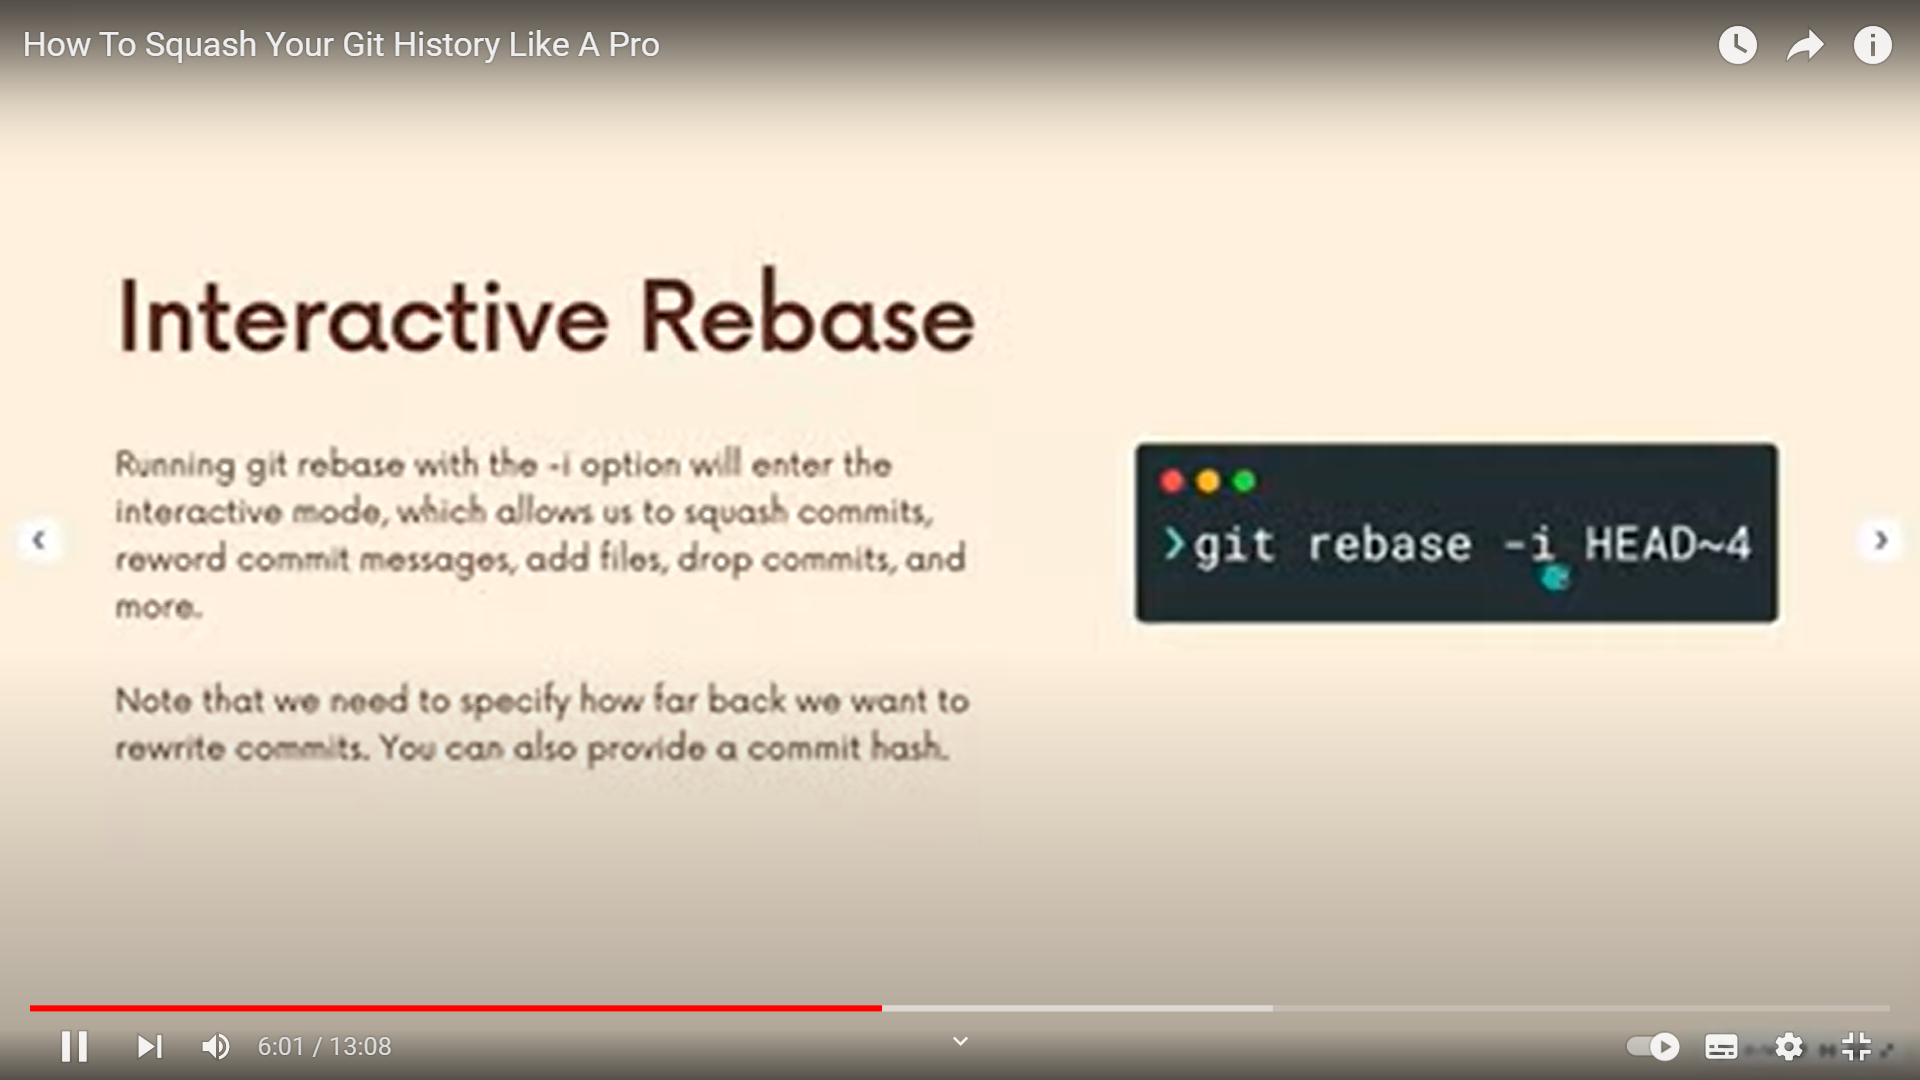 How To Squash Your Git History Like A Pro
Interactive Rebase
Running git rebase with the -i option will enter the
interactive mode, which allows us to squash commits,
reword commit messages, add files, drop commits, and
more.
❯git rebase -i HEAD~4
Note that we need to specify how far back we want to
rewrite commits. You can also provide a commit hash.
6:01 / 13:08